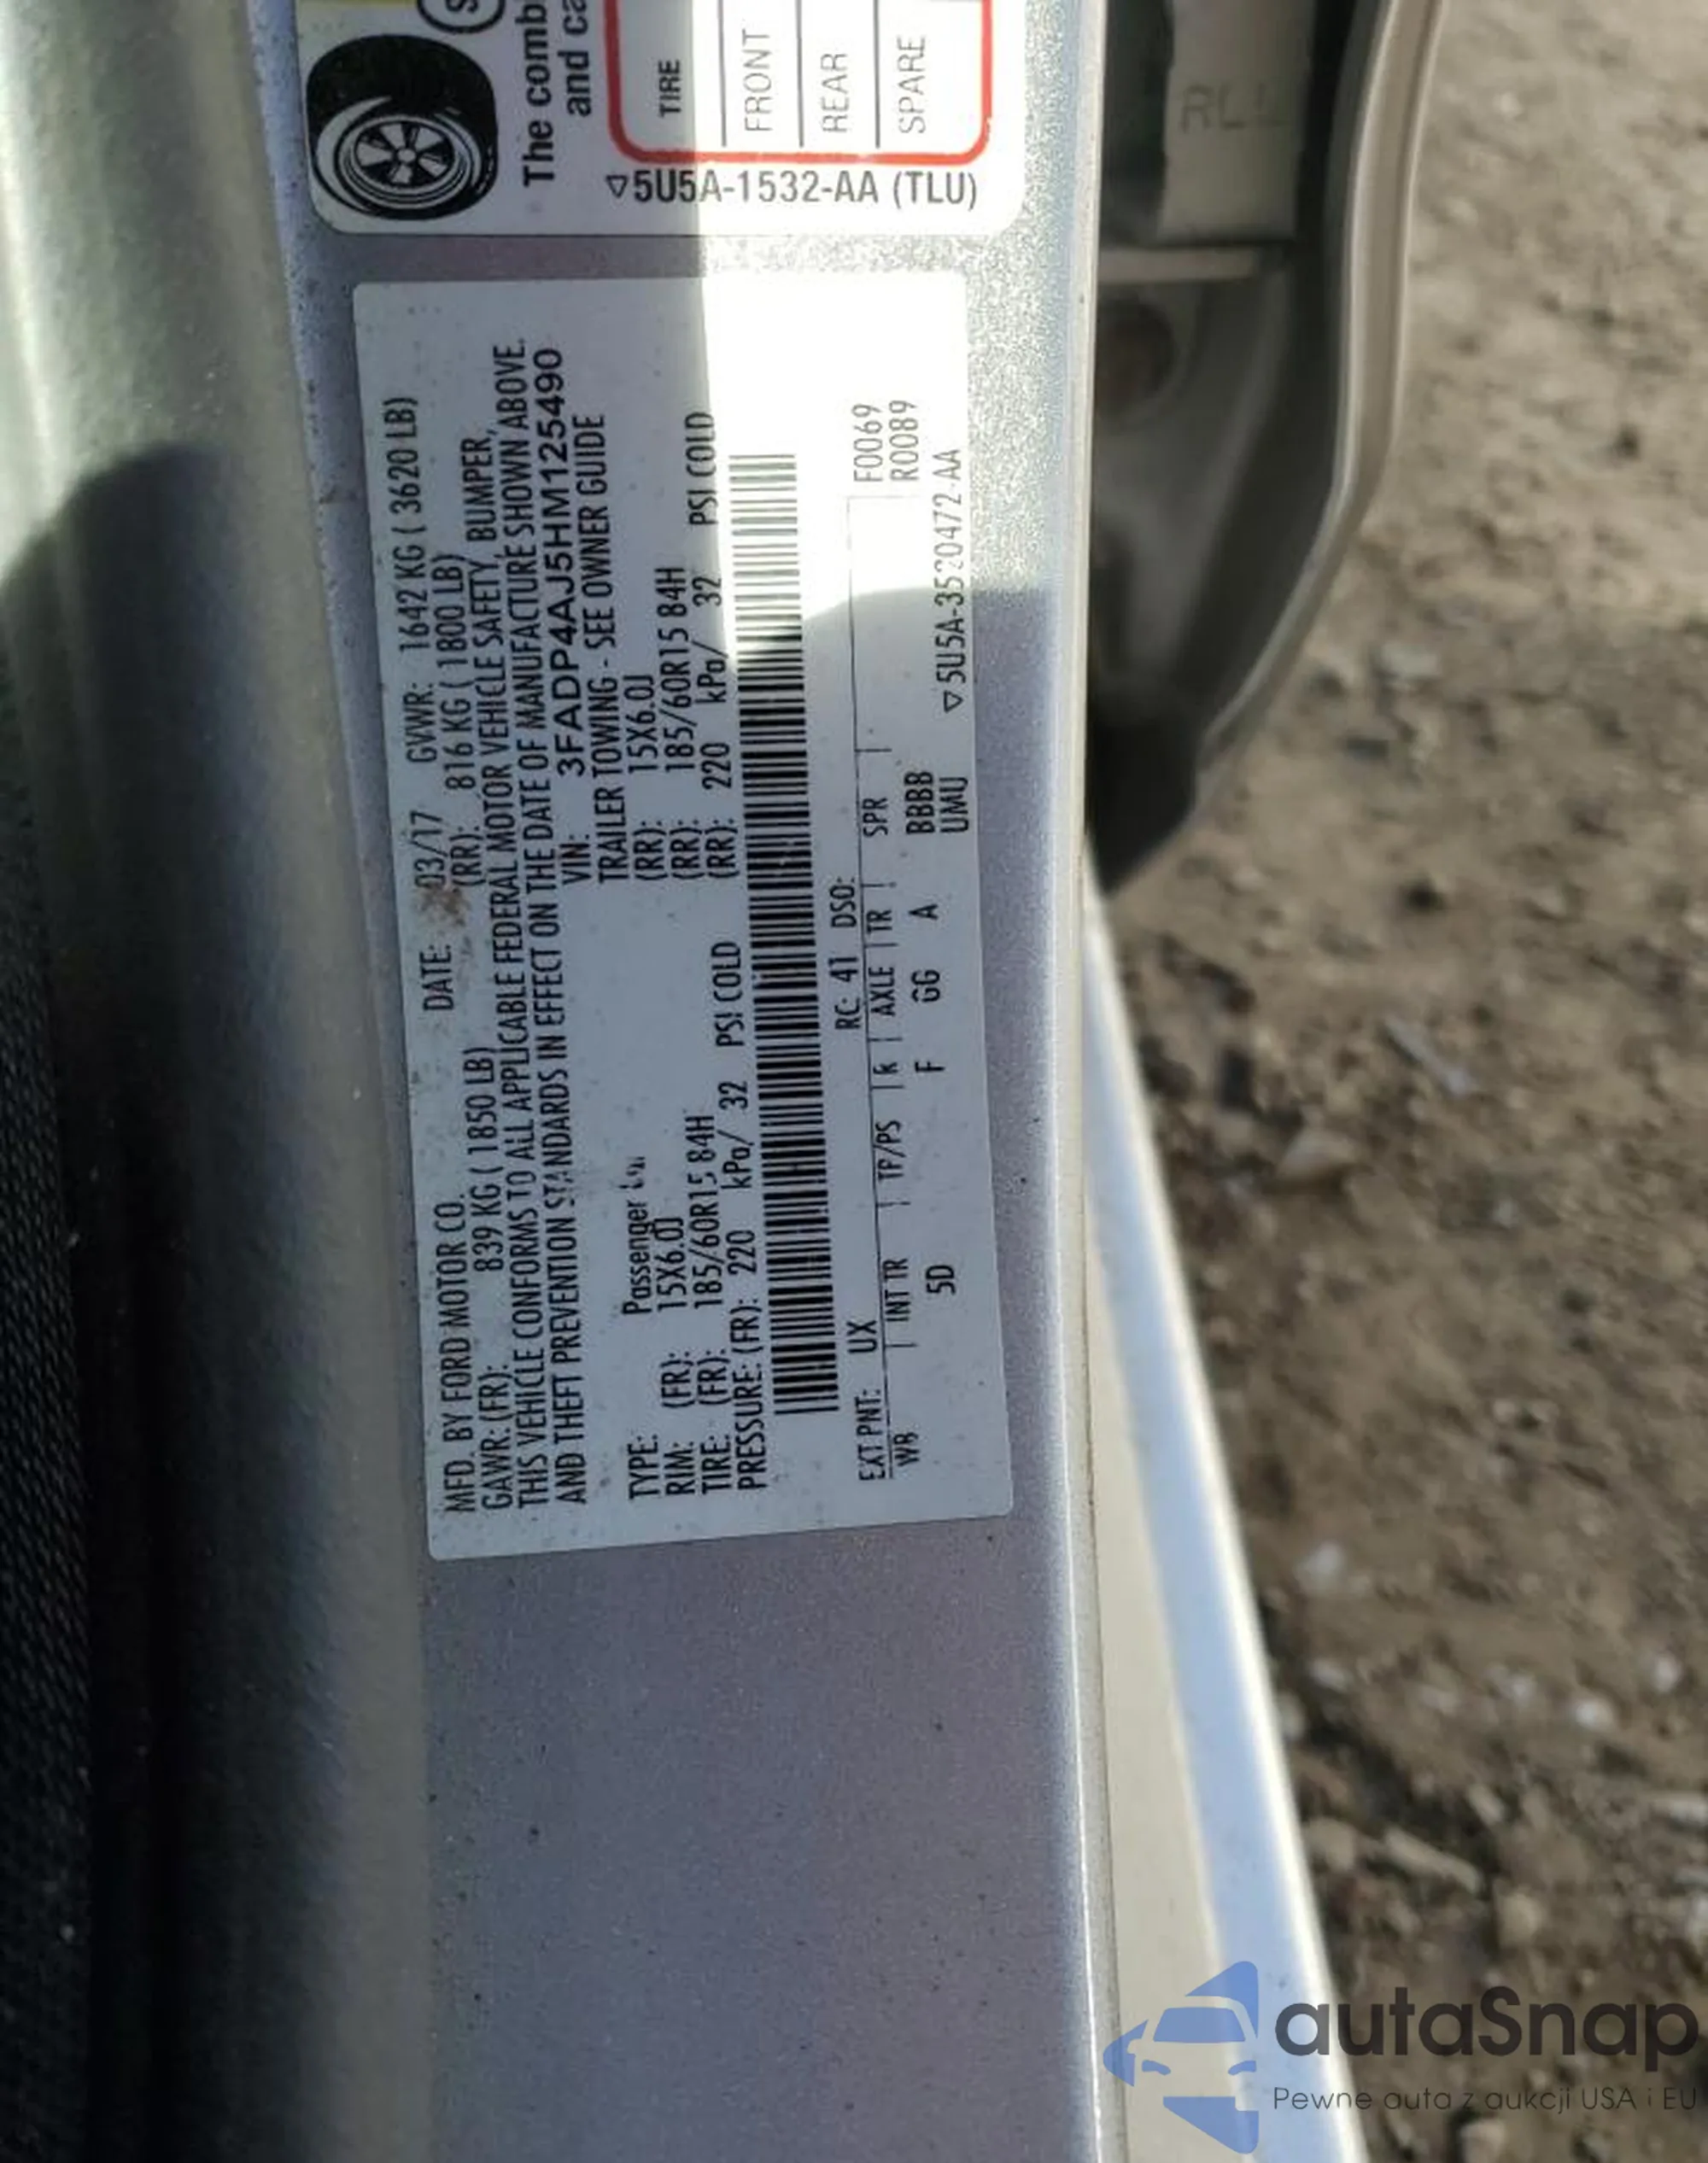 The comb
and ca
TIRE
FRONT
REAR
SPARE
▽5U5A-1532-AA (TLU)
MFD. BY FORD MOTOR CO. DATE: 03/17 GVWR: 1642 KG ( 3620 LB)
GAWR: (FR): 839 KG ( 1850 LB) (RR): 816 KG ( 1800 LB)
THIS VEHICLE CONFORMS TO ALL APPLICABLE FEDERAL MOTOR VEHICLE SAFETY, BUMPER,
AND THEFT PREVENTION STANDARDS IN EFFECT ON THE DATE OF MANUFACTURE SHOWN ABOVE.
VIN: 3FADP4AJ5HM125490
TYPE: Passenger TRAILER TOWING - SEE OWNER GUIDE
RIM: (FR): 15X6.0J (RR): 15X6.0J
TIRE: (FR): 185/60R15 84H (RR): 185/60R15 84H
PRESSURE: (FR): 220 kPa/ 32 PSI COLD (RR): 220 kPa/ 32 PSI COLD
EXT PNT: UX RC: 41 DSO:
WB INT TR TP/PS R AXLE TR SPR F0069
5D F GG A BBBB R0089
UMU ▽5U5A-3520472 AA
RLL
autaSnap
Pewne auta z aukcji USA i EU